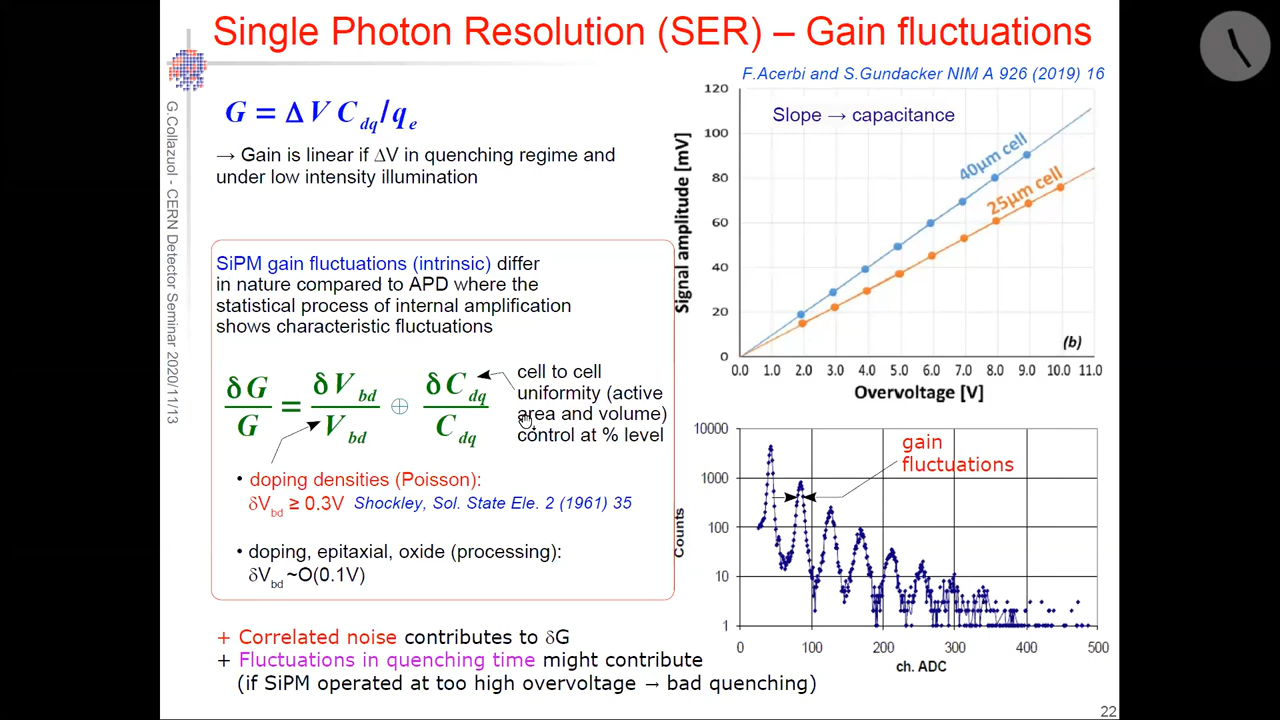 Single Photon Resolution (SER) – Gain fluctuations
G.Collazuol - CERN Detector Seminar 2020/11/13
G = Δ V C_dq / q_e
→ Gain is linear if ΔV in quenching regime and
under low intensity illumination
SiPM gain fluctuations (intrinsic) differ
in nature compared to APD where the
statistical process of internal amplification
shows characteristic fluctuations
δG/G = δV_bd/V_bd ⊕ δC_dq/C_dq
cell to cell
uniformity (active
area and volume)
control at % level
• doping densities (Poisson):
δV_bd ≥ 0.3V Shockley, Sol. State Ele. 2 (1961) 35
• doping, epitaxial, oxide (processing):
δV_bd ~O(0.1V)
+ Correlated noise contributes to δG
+ Fluctuations in quenching time might contribute
(if SiPM operated at too high overvoltage → bad quenching)
F.Acerbi and S.Gundacker NIM A 926 (2019) 16
Slope → capacitance
Signal amplitude [mV]
120
100
80
60
40
20
0
40μm cell
25μm cell
(b)
0.0 1.0 2.0 3.0 4.0 5.0 6.0 7.0 8.0 9.0 10.0 11.0
Overvoltage [V]
gain
fluctuations
Counts
10000
1000
100
10
1
0 100 200 300 400 500
ch. ADC
22